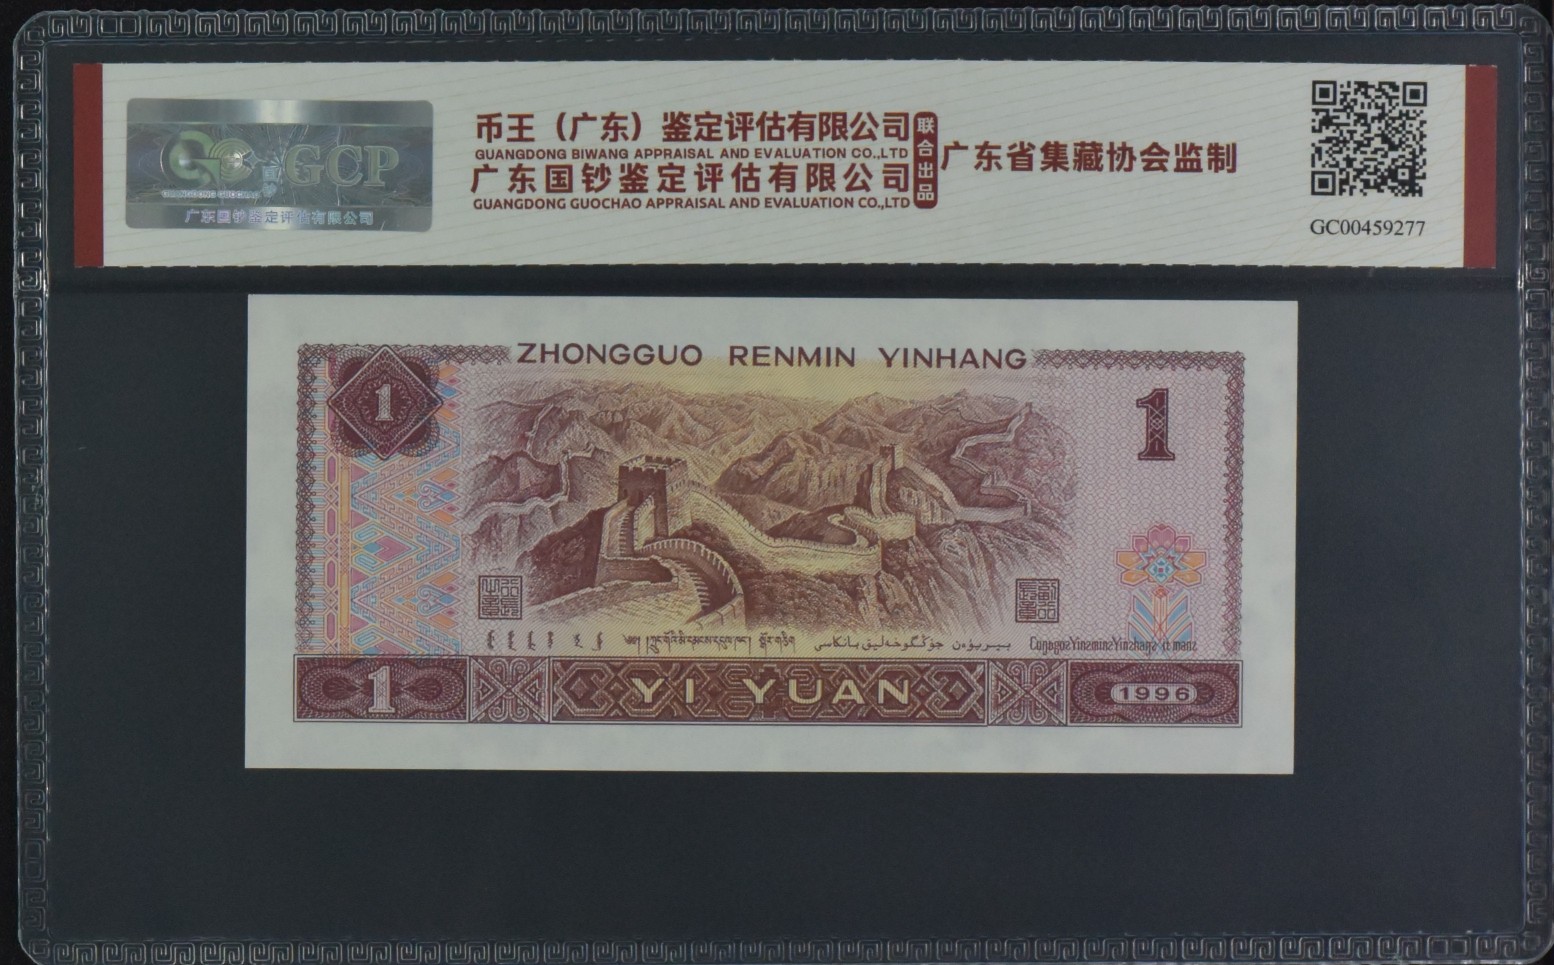 GCP
GUANGDONG GUOCHAO
广东国钞鉴定评估有限公司
币王（广东）鉴定评估有限公司
GUANGDONG BIWANG APPRAISAL AND EVALUATION CO.,LTD
广东国钞鉴定评估有限公司
GUANGDONG GUOCHAO APPRAISAL AND EVALUATION CO.,LTD
联合出品
广东省集藏协会监制
GC00459277
ZHONGGUO RENMIN YINHANG
1
1
1
YI YUAN
1996